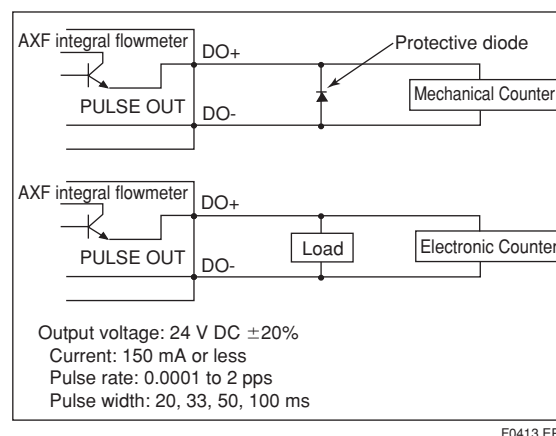 AXF integral flowmeter
DO+
Protective diode
PULSE OUT
Mechanical Counter
DO-
AXF integral flowmeter
DO+
PULSE OUT
Load
Electronic Counter
DO-
Output voltage: 24 V DC ±20%
Current: 150 mA or less
Pulse rate: 0.0001 to 2 pps
Pulse width: 20, 33, 50, 100 ms